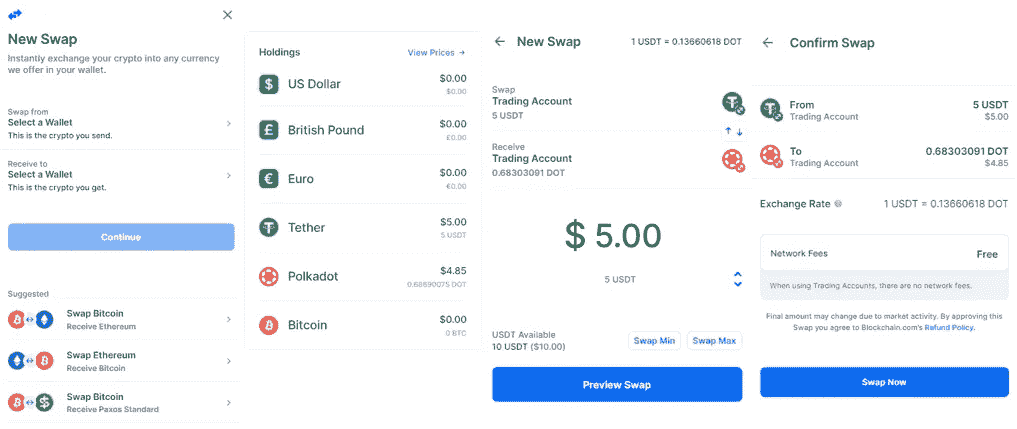 New Swap
Instantly exchange your crypto into any currency
we offer in your wallet.
Swap from
Select a Wallet
This is the crypto you send.
Receive to
Select a Wallet
This is the crypto you get.
Continue
Suggested
Swap Bitcoin
Receive Ethereum
Swap Ethereum
Receive Bitcoin
Swap Bitcoin
Receive Paxos Standard
Holdings
View Prices →
US Dollar
$0.00
$0.00
British Pound
$0.00
£0.00
Euro
$0.00
€0.00
Tether
$5.00
5 USDT
Polkadot
$4.85
0.68890075 DOT
Bitcoin
$0.00
0 BTC
← New Swap
1 USDT = 0.13660618 DOT
Swap
Trading Account
5 USDT
Receive
Trading Account
0.68303091 DOT
$ 5.00
5 USDT
USDT Available
10 USDT ($10.00)
Swap Min
Swap Max
Preview Swap
← Confirm Swap
From
5 USDT
Trading Account
$5.00
To
0.68303091 DOT
Trading Account
$4.85
Exchange Rate
1 USDT = 0.13660618 DOT
Network Fees
Free
When using Trading Accounts, there are no network fees.
Final amount may change due to market activity. By approving this
Swap you agree to Blockchain.com's Refund Policy.
Swap Now